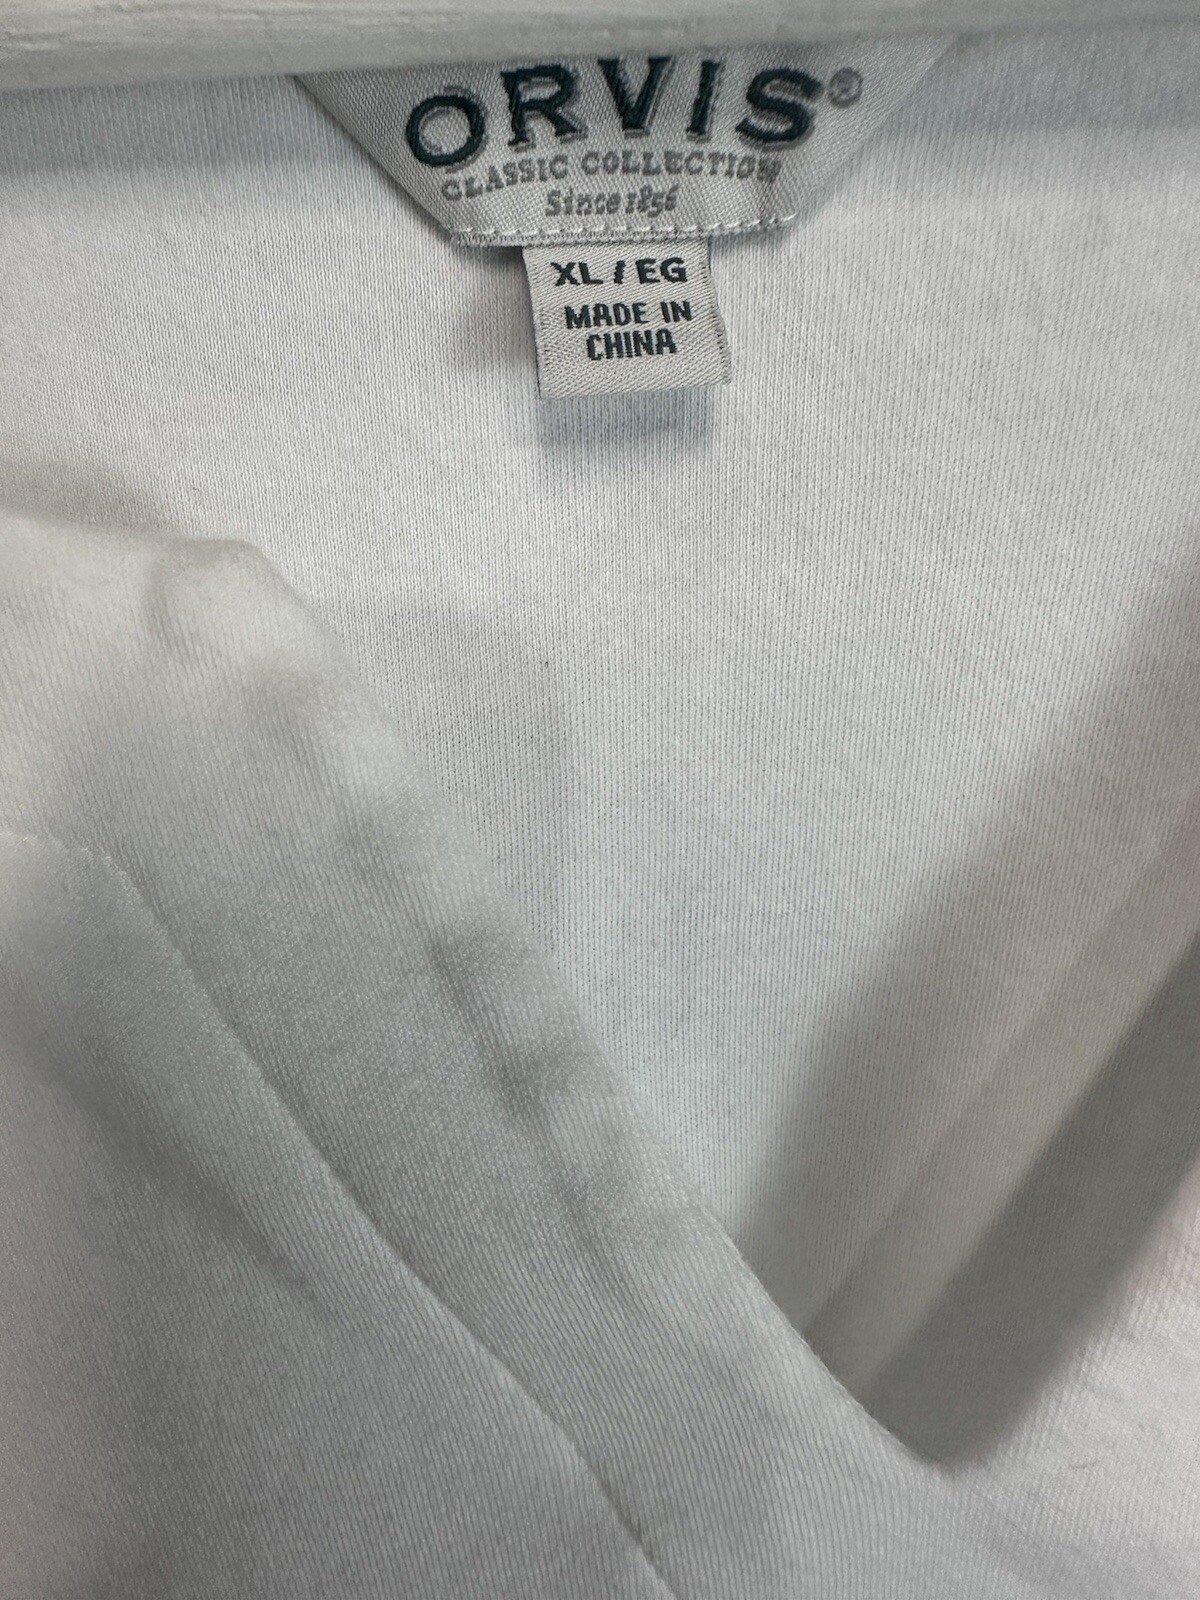 ORVIS®
CLASSIC COLLECTION
Since 1856
XL / EG
MADE IN
CHINA